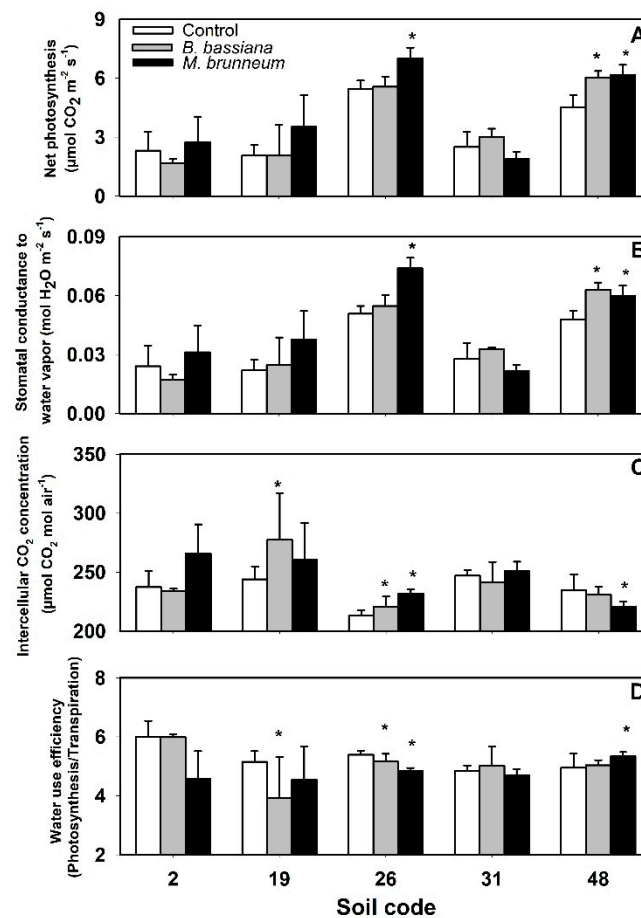 Control
B. bassiana
M. brunneum
A
Net photosynthesis
(µmol CO₂ m⁻² s⁻¹)
9
6
3
0
* * *
B
Stomatal conductance to
water vapor (mol H₂O m⁻² s⁻¹)
0.09
0.06
0.03
0.00
* * *
C
Intercellular CO₂ concentration
(µmol CO₂ mol air⁻¹)
350
300
250
200
* * * *
D
Water use efficiency
(Photosynthesis/Transpiration)
8
6
4
2
* * * *
2 19 26 31 48
Soil code